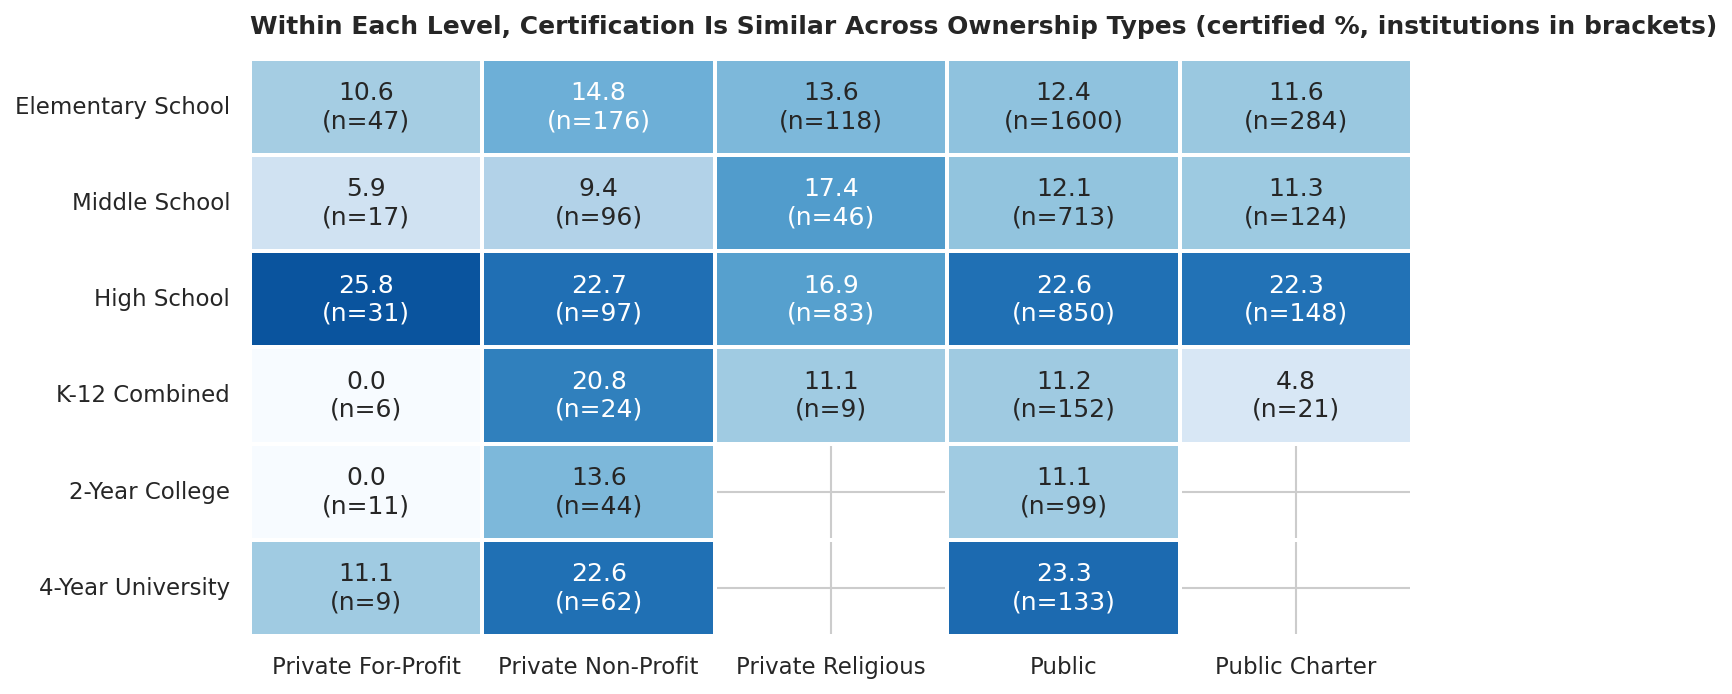 Within Each Level, Certification Is Similar Across Ownership Types (certified %, institutions in brackets)
Elementary School
10.6
(n=47)
14.8
(n=176)
13.6
(n=118)
12.4
(n=1600)
11.6
(n=284)
Middle School
5.9
(n=17)
9.4
(n=96)
17.4
(n=46)
12.1
(n=713)
11.3
(n=124)
High School
25.8
(n=31)
22.7
(n=97)
16.9
(n=83)
22.6
(n=850)
22.3
(n=148)
K-12 Combined
0.0
(n=6)
20.8
(n=24)
11.1
(n=9)
11.2
(n=152)
4.8
(n=21)
2-Year College
0.0
(n=11)
13.6
(n=44)
11.1
(n=99)
4-Year University
11.1
(n=9)
22.6
(n=62)
23.3
(n=133)
Private For-Profit
Private Non-Profit
Private Religious
Public
Public Charter